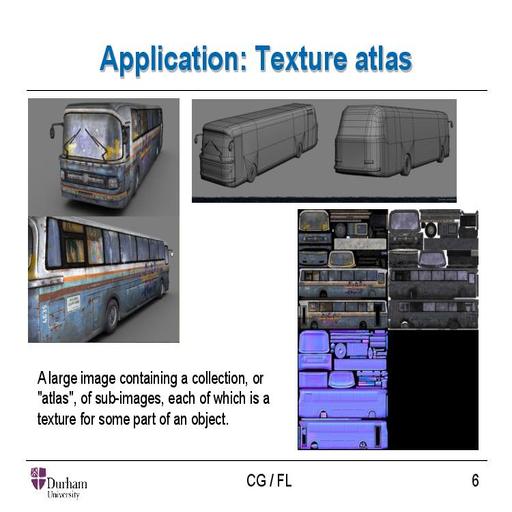 Application: Texture atlas
A large image containing a collection, or
"atlas", of sub-images, each of which is a
texture for some part of an object.
Durham
University
CG / FL
6